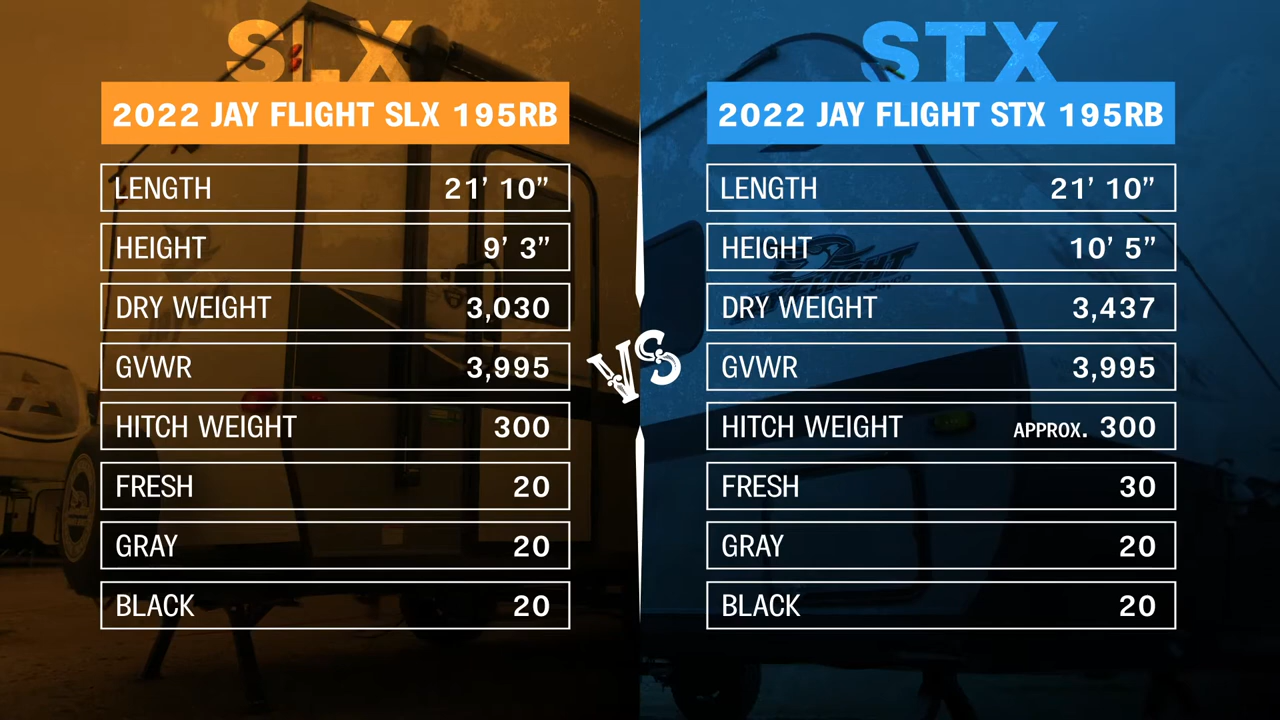 SLX
2022 JAY FLIGHT SLX 195RB
LENGTH 21’ 10”
HEIGHT 9’ 3”
DRY WEIGHT 3,030
GVWR 3,995
HITCH WEIGHT 300
FRESH 20
GRAY 20
BLACK 20
VS
STX
2022 JAY FLIGHT STX 195RB
LENGTH 21’ 10”
HEIGHT 10’ 5”
DRY WEIGHT 3,437
GVWR 3,995
HITCH WEIGHT APPROX. 300
FRESH 30
GRAY 20
BLACK 20